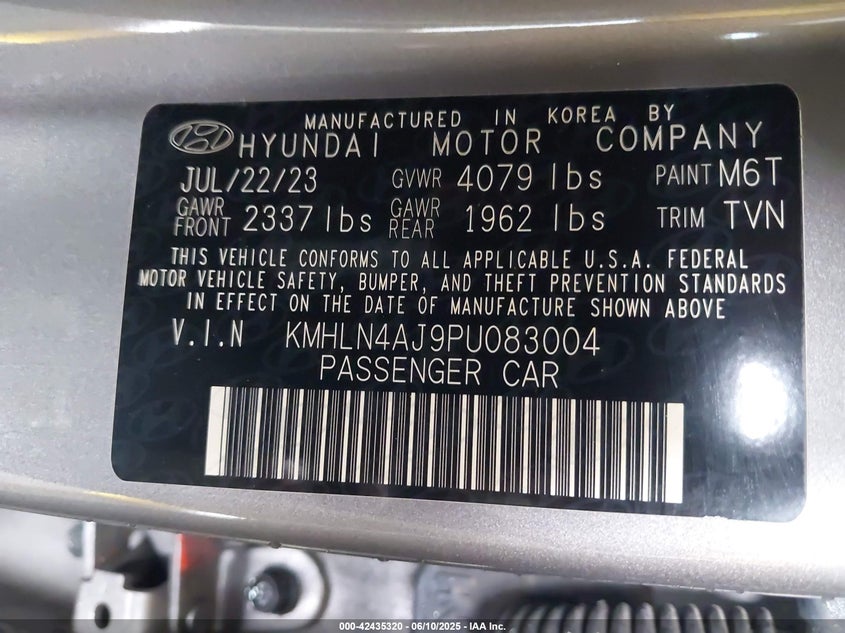 MANUFACTURED IN KOREA BY
HYUNDAI MOTOR COMPANY
JUL/22/23 GVWR 4079 lbs PAINT M6T
GAWR FRONT 2337 lbs GAWR REAR 1962 lbs TRIM TVN
THIS VEHICLE CONFORMS TO ALL APPLICABLE U.S.A. FEDERAL
MOTOR VEHICLE SAFETY, BUMPER, AND THEFT PREVENTION STANDARDS
IN EFFECT ON THE DATE OF MANUFACTURE SHOWN ABOVE
V.I.N KMHLN4AJ9PU083004
PASSENGER CAR
000-42435320 - 06/10/2025 - IAA Inc.